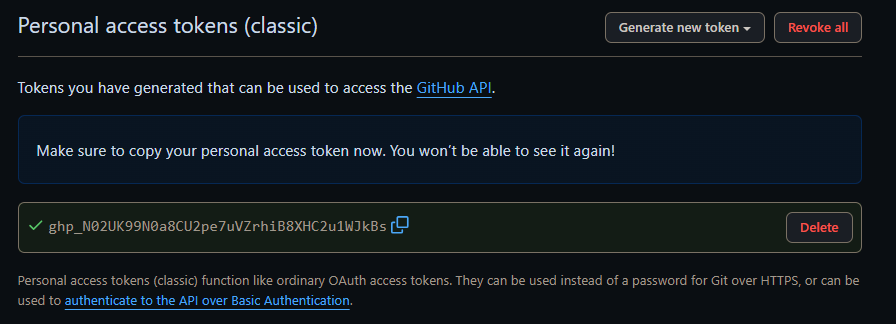 Personal access tokens (classic)
Generate new token
Revoke all
Tokens you have generated that can be used to access the GitHub API.
Make sure to copy your personal access token now. You won't be able to see it again!
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
Delete
Personal access tokens (classic) function like ordinary OAuth access tokens. They can be used instead of a password for Git over HTTPS, or can be
used to authenticate to the API over Basic Authentication.